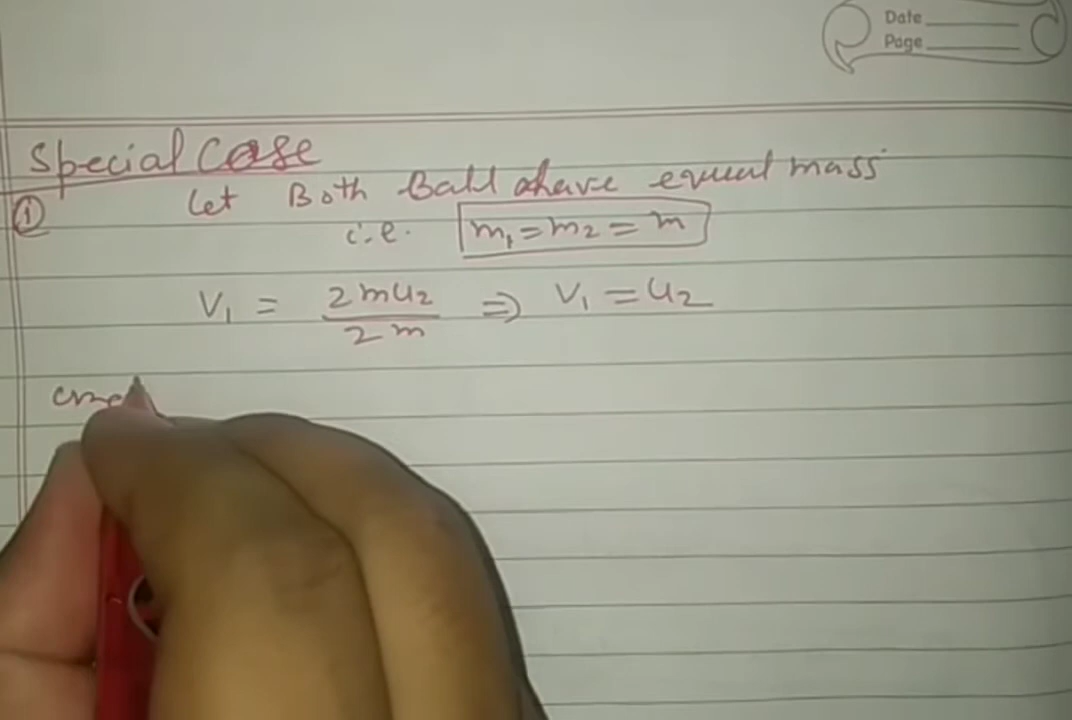 Date
Page
Special Case
① Let Both Ball have equal mass
i.e. m₁ = m₂ = m
V₁ = 2mu₂ / 2m ⇒ V₁ = u₂